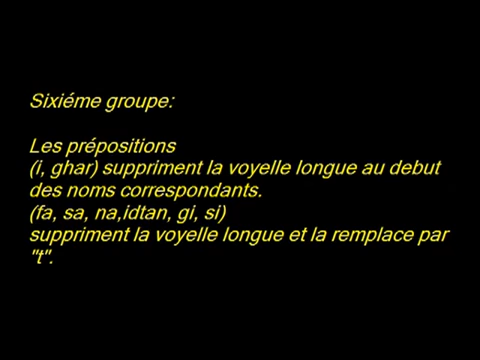 Sixiéme groupe:
Les prépositions
(i, ghar) suppriment la voyelle longue au debut
des noms correspondants.
(fa, sa, na,idtan, gi, si)
suppriment la voyelle longue et la remplace par
"t".